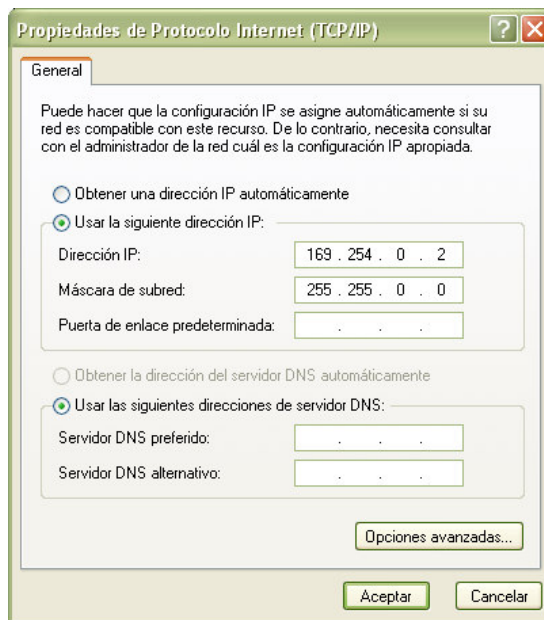 Propiedades de Protocolo Internet (TCP/IP)
General
Puede hacer que la configuración IP se asigne automáticamente si su
red es compatible con este recurso. De lo contrario, necesita consultar
con el administrador de la red cuál es la configuración IP apropiada.
Obtener una dirección IP automáticamente
Usar la siguiente dirección IP:
Dirección IP: 169 . 254 . 0 . 2
Máscara de subred: 255 . 255 . 0 . 0
Puerta de enlace predeterminada: . . .
Obtener la dirección del servidor DNS automáticamente
Usar las siguientes direcciones de servidor DNS:
Servidor DNS preferido: . . .
Servidor DNS alternativo: . . .
Opciones avanzadas...
Aceptar Cancelar